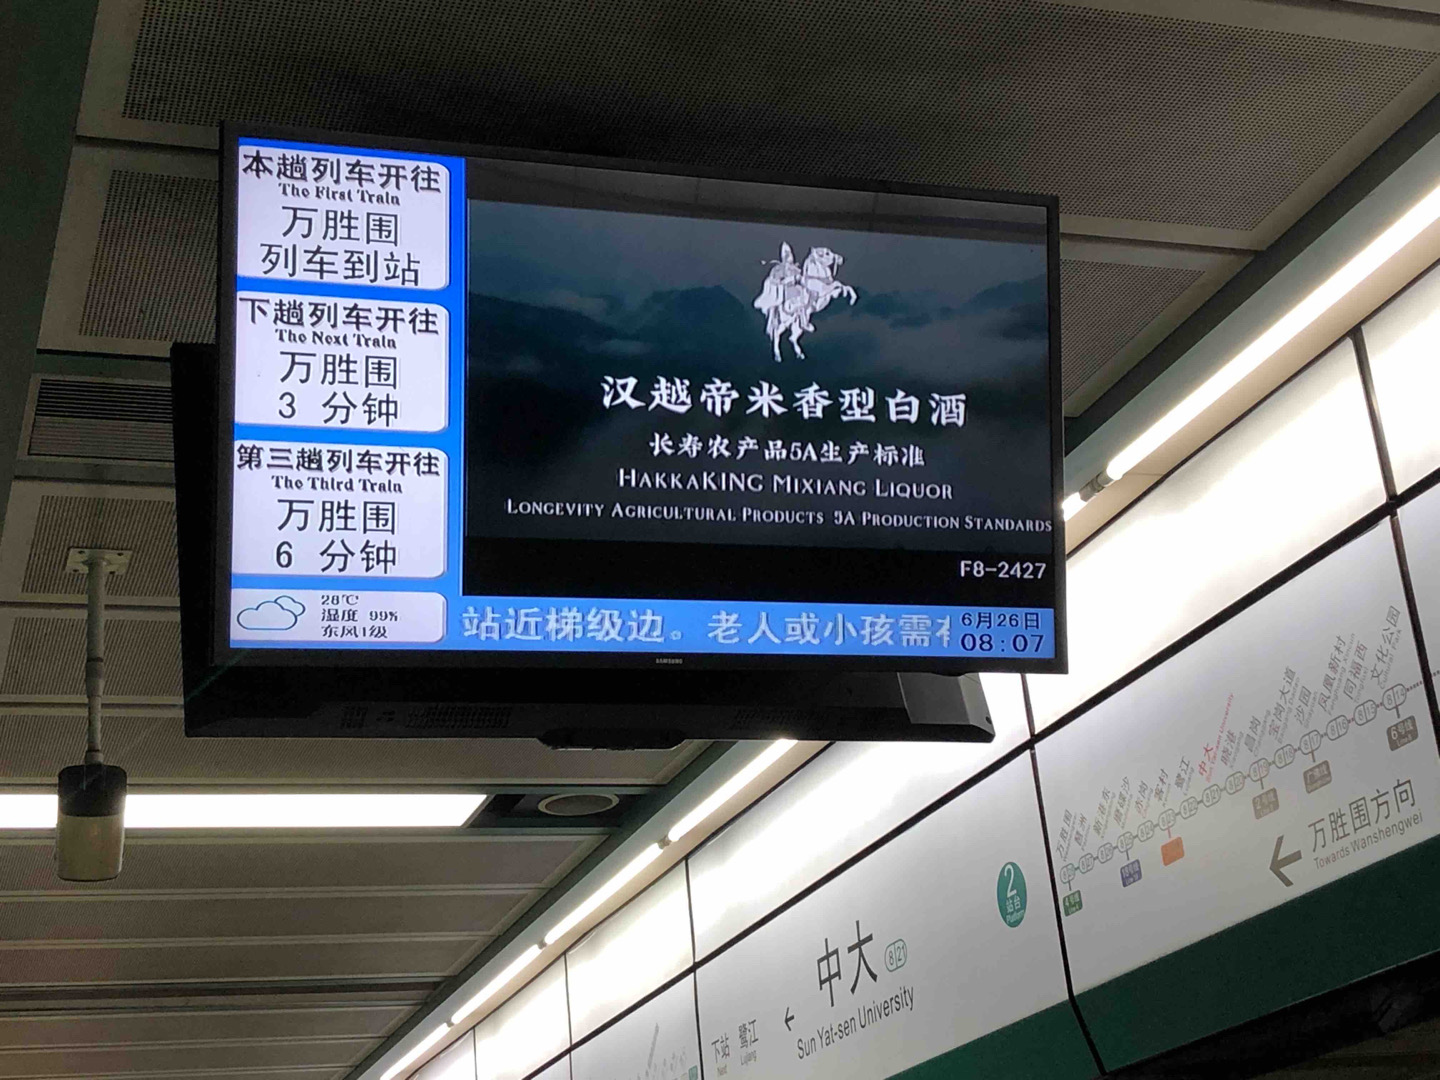 本趟列车开往
The First Train
万胜围
列车到站
下趟列车开往
The Next Train
万胜围
3 分钟
第三趟列车开往
The Third Train
万胜围
6 分钟
28℃
湿度 99%
东风1级
汉越帝米香型白酒
长寿农产品5A生产标准
HAKKAKING MIXIANG LIQUOR
LONGEVITY AGRICULTURAL PRODUCTS 5A PRODUCTION STANDARDS
F8-2427
站近梯级边。老人或小孩需有
6月26日
08:07
SAMSUNG
万胜围
琶洲
新港东
磨碟沙
赤岗
客村
鹭江
中大
晓港
昌岗
宝岗大道
沙园
凤凰新村
同福西
文化公园
万胜围方向
Towards Wanshengwei
2
站台
Platform
中大
8 21
Sun Yat-sen University
下站
Next
鹭江
Lujiang